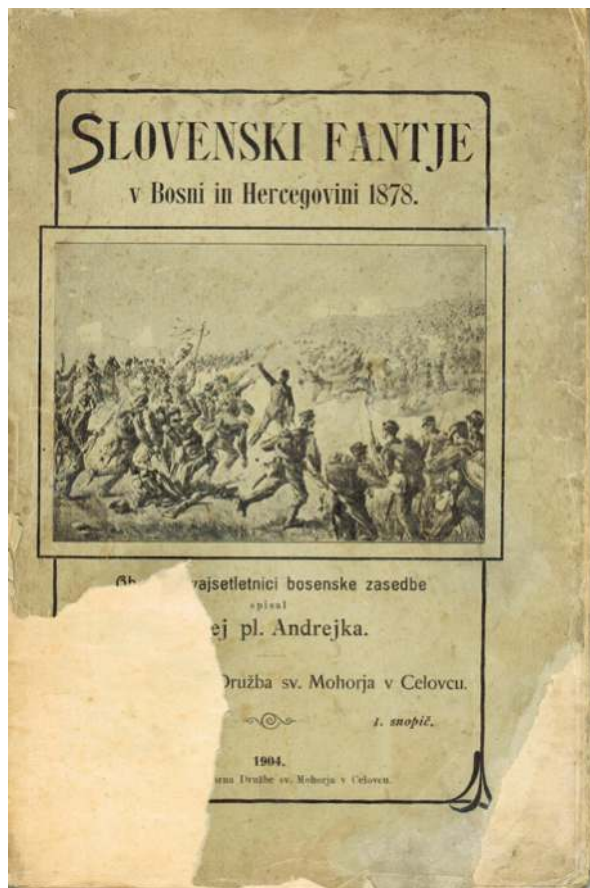 SLOVENSKI FANTJE
v Bosni in Hercegovini 1878.
vajsetletnici bosenske zasedbe
spisal
ej pl. Andrejka.
Družba sv. Mohorja v Celovcu.
1. snopič.
1904.
Družbe sv. Mohorja v Celovcu.